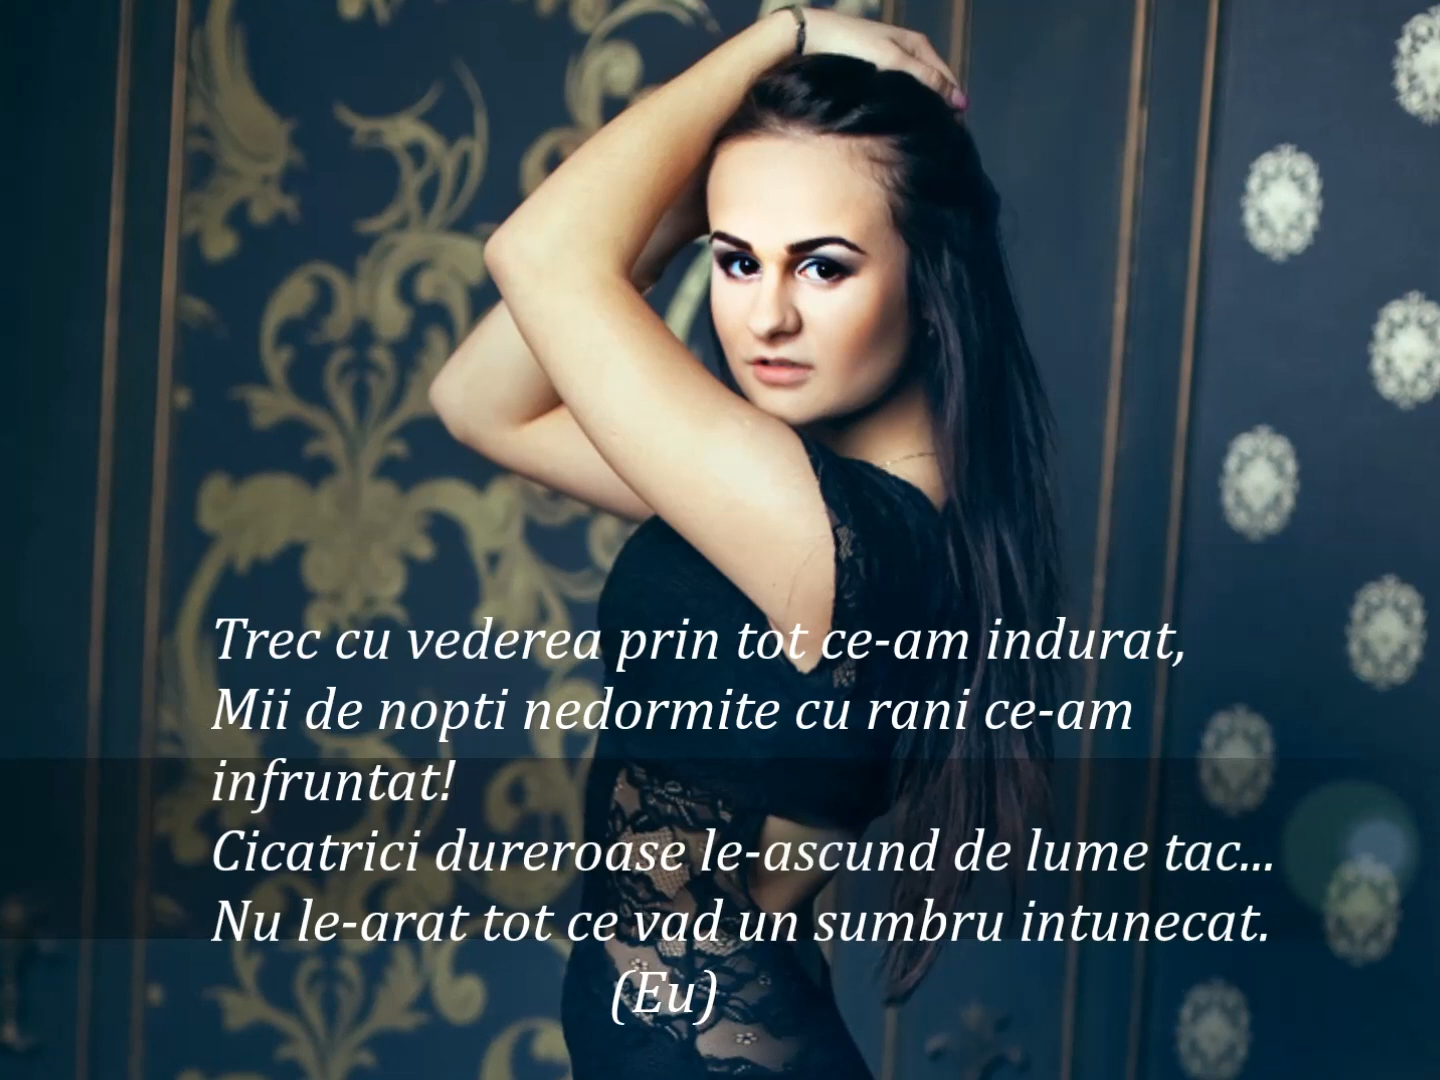 Trec cu vederea prin tot ce-am indurat,
Mii de nopti nedormite cu rani ce-am
infruntat!
Cicatrici dureroase le-ascund de lume tac...
Nu le-arat tot ce vad un sumbru intunecat.
(Eu)